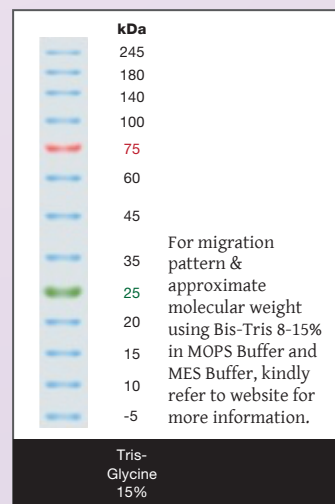 kDa
245
180
140
100
75
60
45
35
25
20
15
10
-5
For migration
pattern &
approximate
molecular weight
using Bis-Tris 8-15%
in MOPS Buffer and
MES Buffer, kindly
refer to website for
more information.
Tris-
Glycine
15%